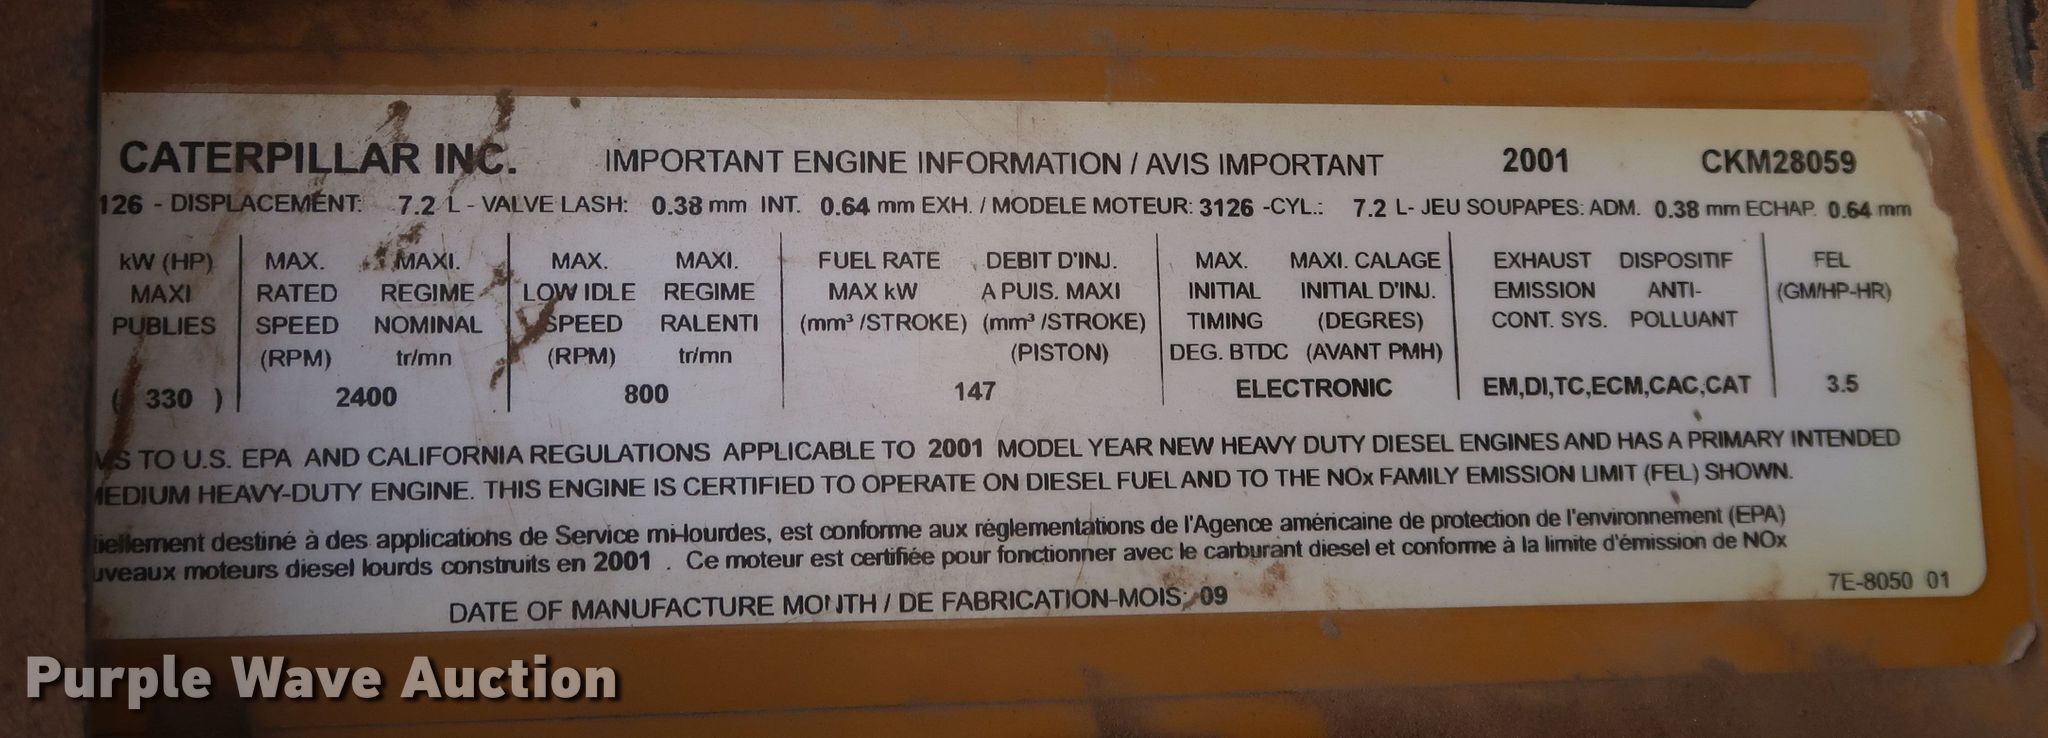 CATERPILLAR INC. IMPORTANT ENGINE INFORMATION / AVIS IMPORTANT 2001 CKM28059
126 - DISPLACEMENT: 7.2 L - VALVE LASH: 0.38 mm INT. 0.64 mm EXH. / MODELE MOTEUR: 3126 -CYL.: 7.2 L- JEU SOUPAPES: ADM. 0.38 mm ECHAP. 0.64 mm
kW (HP) MAX. MAXI. MAX. MAXI. FUEL RATE DEBIT D'INJ. MAX. MAXI. CALAGE EXHAUST DISPOSITIF FEL
MAXI RATED REGIME LOW IDLE REGIME MAX kW A PUIS. MAXI INITIAL INITIAL D'INJ. EMISSION ANTI- (GM/HP-HR)
PUBLIES SPEED NOMINAL SPEED RALENTI (mm³ /STROKE) (mm³ /STROKE) TIMING (DEGRES) CONT. SYS. POLLUANT
(RPM) tr/mn (RPM) tr/mn (PISTON) DEG. BTDC (AVANT PMH)
( 330 ) 2400 800 147 ELECTRONIC EM,DI,TC,ECM,CAC,CAT 3.5
MS TO U.S. EPA AND CALIFORNIA REGULATIONS APPLICABLE TO 2001 MODEL YEAR NEW HEAVY DUTY DIESEL ENGINES AND HAS A PRIMARY INTENDED
MEDIUM HEAVY-DUTY ENGINE. THIS ENGINE IS CERTIFIED TO OPERATE ON DIESEL FUEL AND TO THE NOx FAMILY EMISSION LIMIT (FEL) SHOWN.
tiellement destiné à des applications de Service mi-lourdes, est conforme aux réglementations de l'Agence américaine de protection de l'environnement (EPA)
uveaux moteurs diesel lourds construits en 2001 . Ce moteur est certifiée pour fonctionner avec le carburant diesel et conforme à la limite d'émission de NOx
7E-8050 01
DATE OF MANUFACTURE MONTH / DE FABRICATION-MOIS: 09
Purple Wave Auction